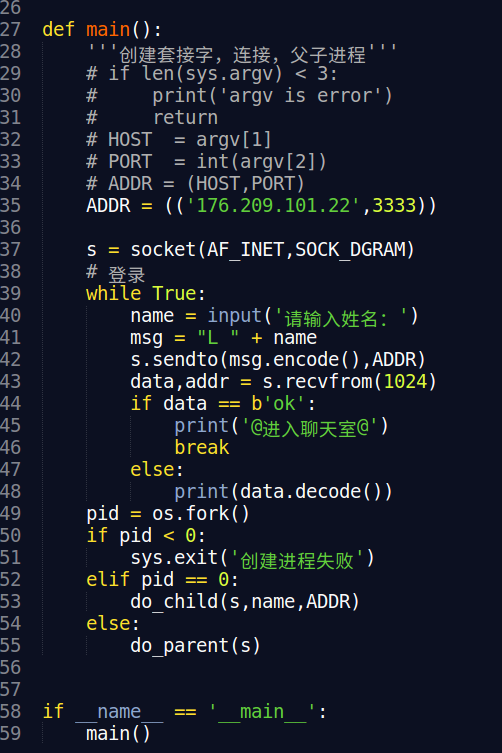 26
27 def main():
28     '''创建套接字，连接，父子进程'''
29     # if len(sys.argv) < 3:
30     #     print('argv is error')
31     #     return
32     # HOST  = argv[1]
33     # PORT  = int(argv[2])
34     # ADDR = (HOST,PORT)
35     ADDR = (('176.209.101.22',3333))
36
37     s = socket(AF_INET,SOCK_DGRAM)
38     # 登录
39     while True:
40         name = input('请输入姓名：')
41         msg = "L " + name
42         s.sendto(msg.encode(),ADDR)
43         data,addr = s.recvfrom(1024)
44         if data == b'ok':
45             print('@进入聊天室@')
46             break
47         else:
48             print(data.decode())
49     pid = os.fork()
50     if pid < 0:
51         sys.exit('创建进程失败')
52     elif pid == 0:
53         do_child(s,name,ADDR)
54     else:
55         do_parent(s)
56
57
58 if __name__ == '__main__':
59     main()